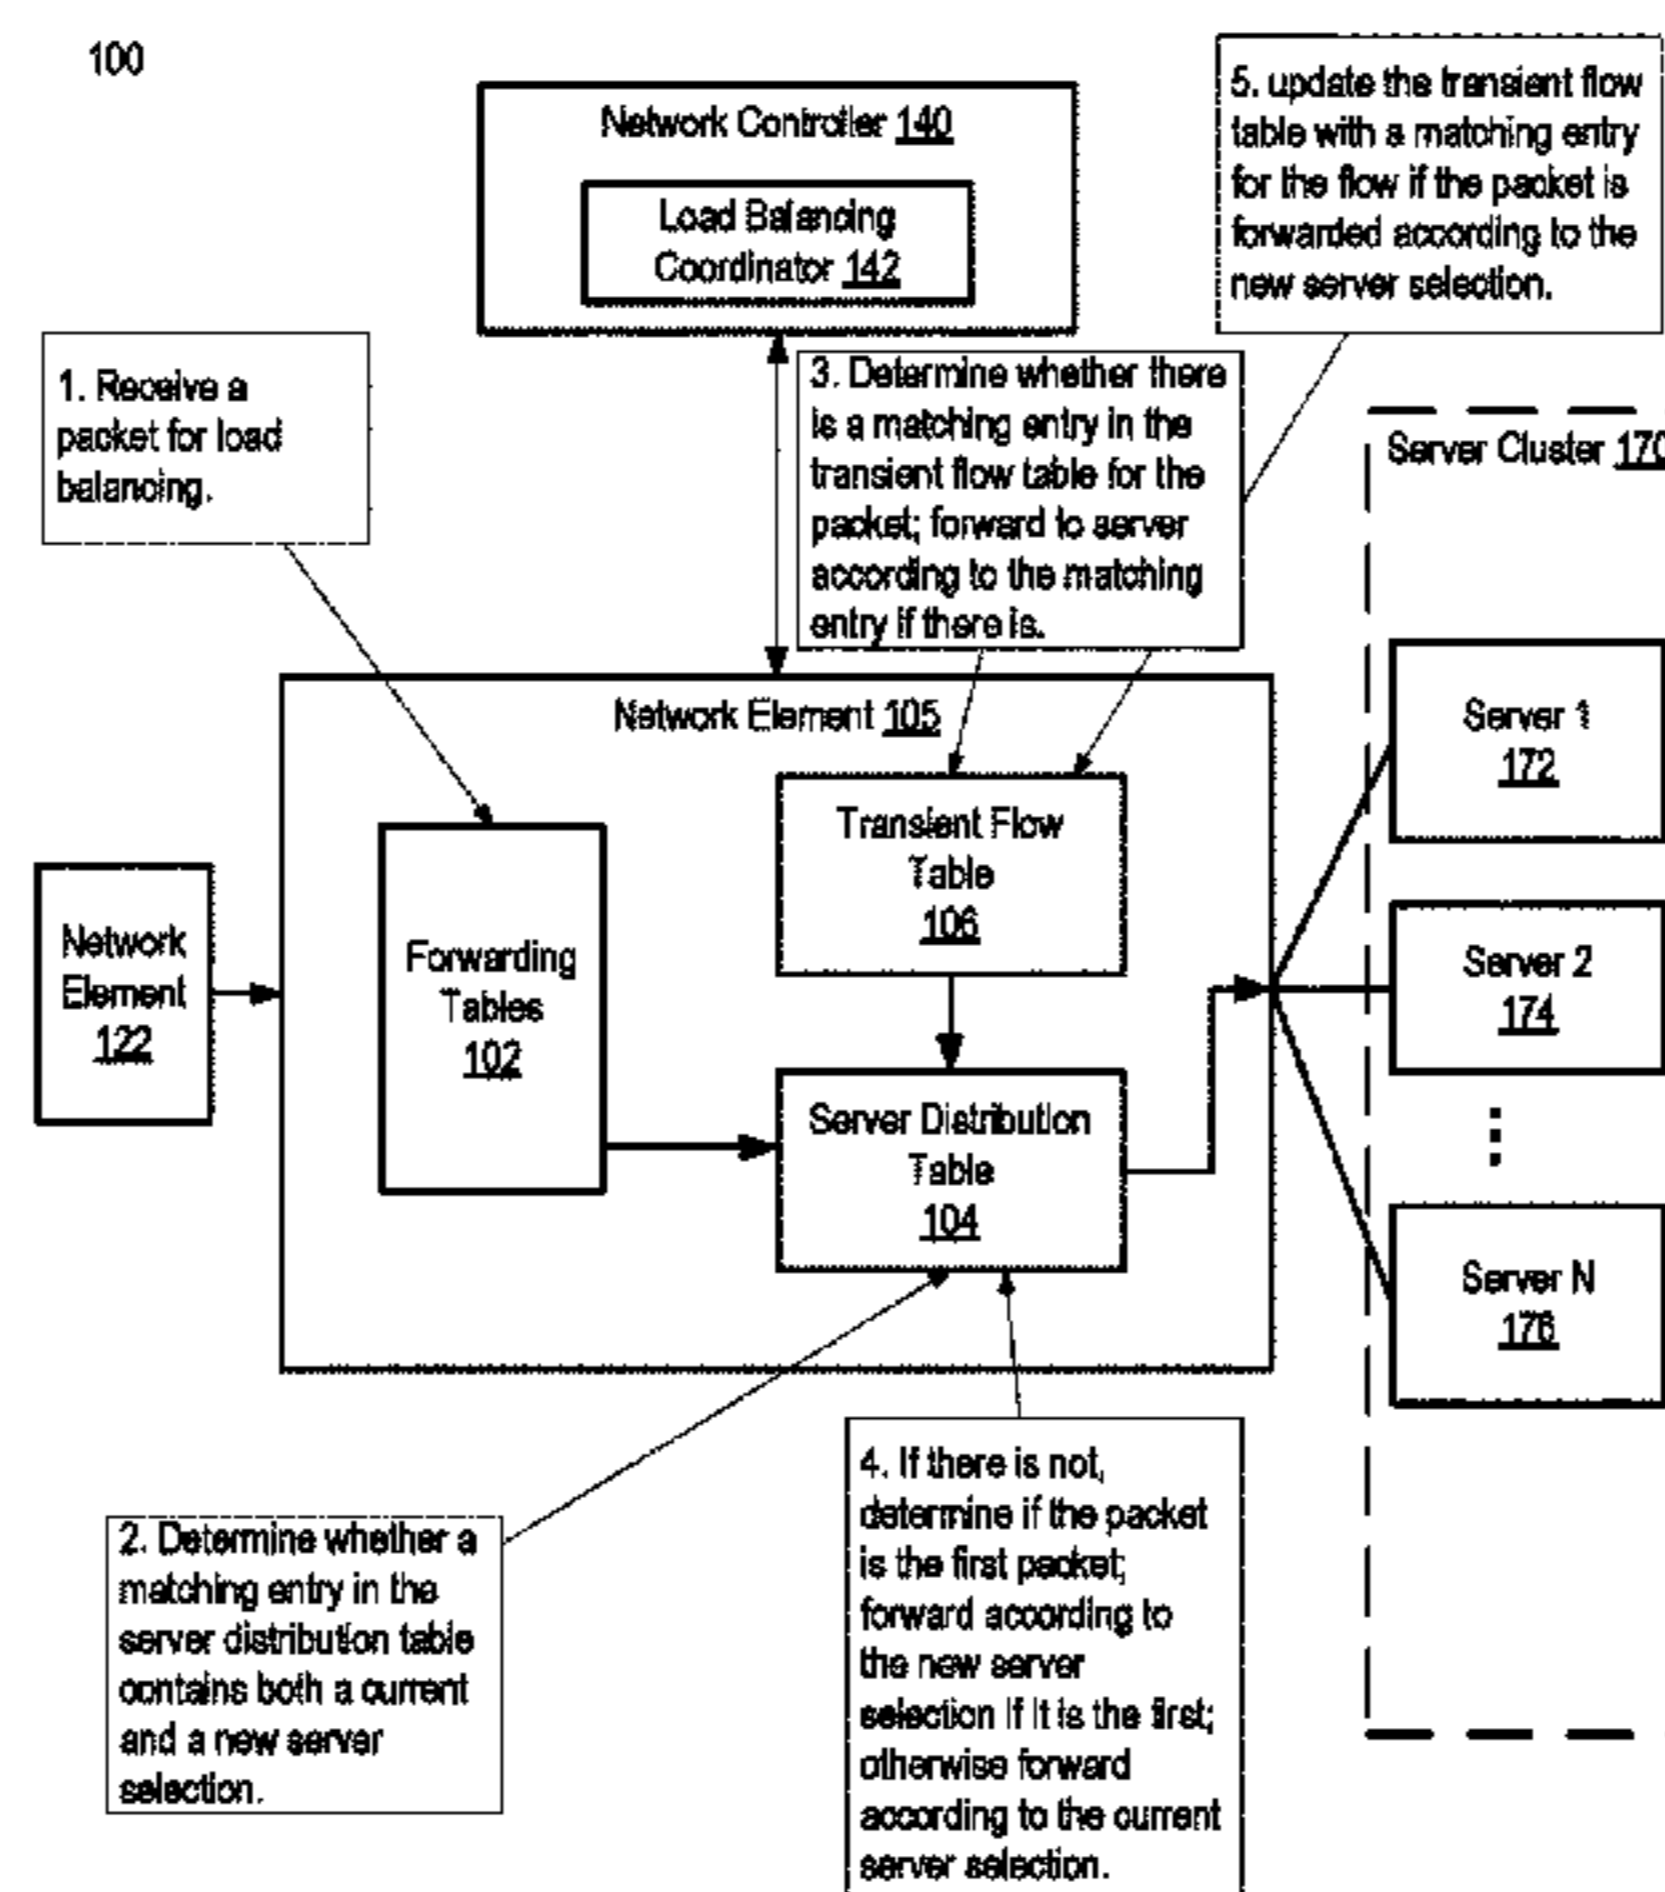 100
Network Controller 140
Load Balancing
Coordinator 142
5. update the transient flow
table with a matching entry
for the flow if the packet is
forwarded according to the
new server selection.
1. Receive a
packet for load
balancing.
3. Determine whether there
is a matching entry in the
transient flow table for the
packet; forward to server
according to the matching
entry if there is.
Server Cluster 170
Network Element 105
Server 1
172
Transient Flow
Table
106
Network
Element
122
Forwarding
Tables
102
Server 2
174
Server Distribution
Table
104
Server N
176
2. Determine whether a
matching entry in the
server distribution table
contains both a current
and a new server
selection.
4. If there is not,
determine if the packet
is the first packet;
forward according to
the new server
selection if it is the first;
otherwise forward
according to the current
server selection.